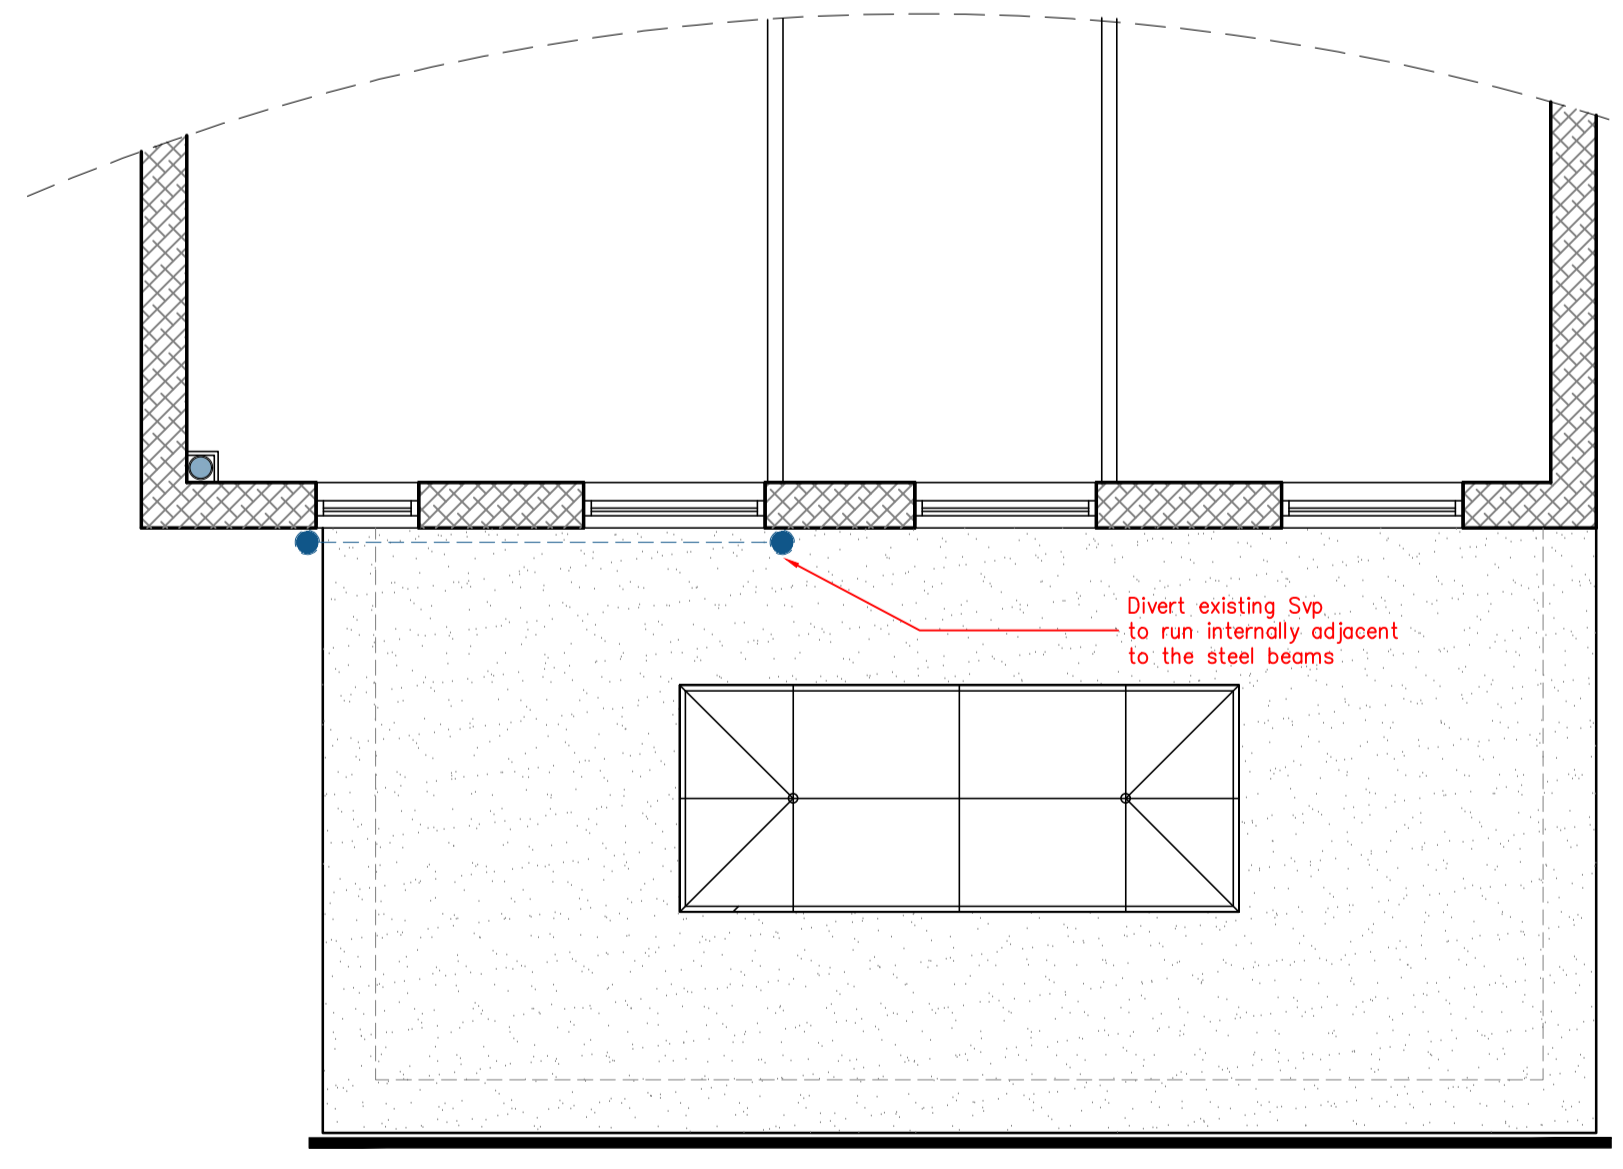 Divert existing Svp
to run internally adjacent
to the steel beams